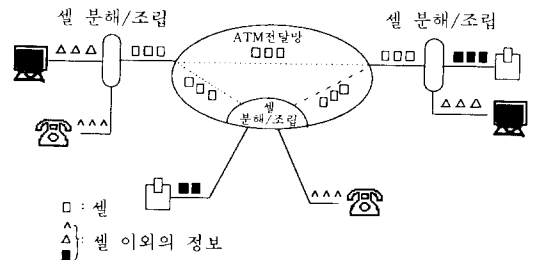 셀 분해/조립
셀 분해/조립
ATM전달망
셀
분해/조립
□ : 셀
^
△ : 셀 이외의 정보
■